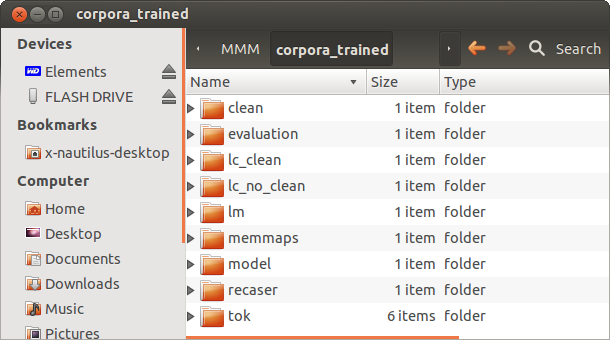 corpora_trained
Devices
WD Elements
FLASH DRIVE
Bookmarks
x-nautilus-desktop
Computer
Home
Desktop
Documents
Downloads
Music
Pictures
MMM corpora_trained Search
Name Size Type
clean 1 item folder
evaluation 1 item folder
lc_clean 1 item folder
lc_no_clean 1 item folder
lm 1 item folder
memmaps 1 item folder
model 1 item folder
recaser 1 item folder
tok 6 items folder